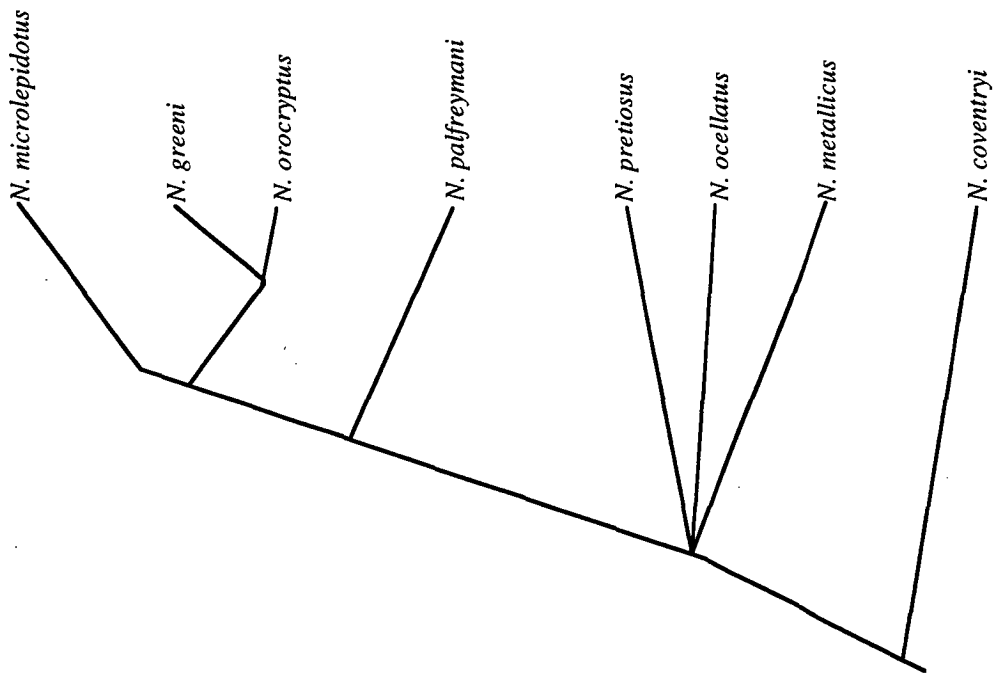 N. microlepidotus
N. greeni
N. orocryptus
N. palfreymani
N. pretiosus
N. ocellatus
N. metallicus
N. coventryi